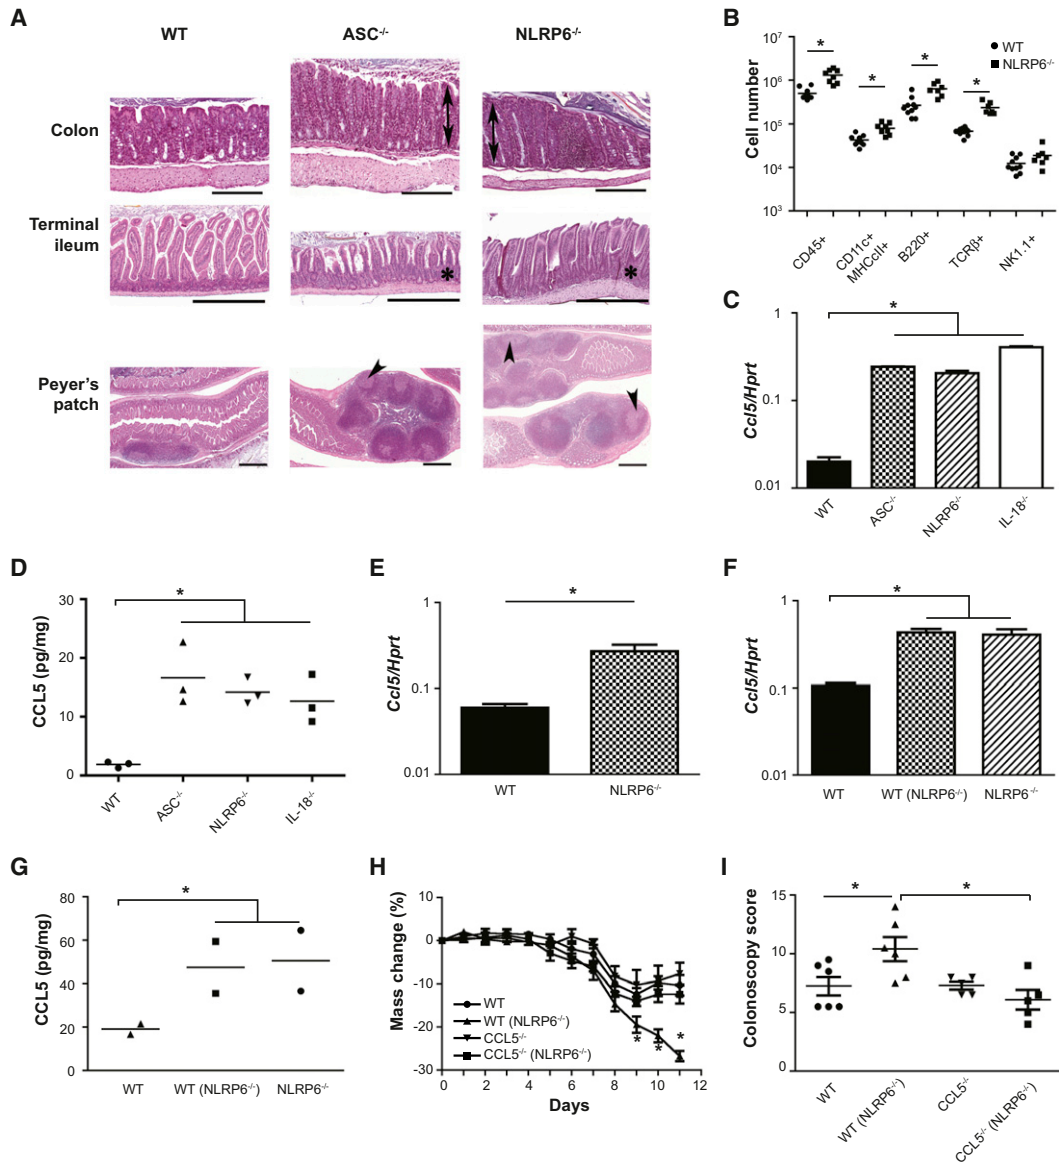 A
WT
ASC-/-
NLRP6-/-
Colon
Terminal
ileum
*
*
Peyer's
patch
B
Cell number
10^7
10^6
10^5
10^4
10^3
*
*
*
*
WT
NLRP6-/-
CD45+
CD11c+
MHCcII+
B220+
TCRβ+
NK1.1+
C
Ccl5/Hprt
1
0.1
0.01
*
WT
ASC-/-
NLRP6-/-
IL-18-/-
D
CCL5 (pg/mg)
30
20
10
0
*
WT
ASC-/-
NLRP6-/-
IL-18-/-
E
Ccl5/Hprt
1
0.1
0.01
*
WT
NLRP6-/-
F
Ccl5/Hprt
1
0.1
0.01
*
WT
WT (NLRP6-/-)
NLRP6-/-
G
CCL5 (pg/mg)
80
60
40
20
0
*
WT
WT (NLRP6-/-)
NLRP6-/-
H
Mass change (%)
10
0
-10
-20
-30
WT
WT (NLRP6-/-)
CCL5-/-
CCL5-/- (NLRP6-/-)
*
*
*
0 2 4 6 8 10 12
Days
I
Colonoscopy score
15
10
5
0
*
*
WT
WT (NLRP6-/-)
CCL5-/-
CCL5-/- (NLRP6-/-)